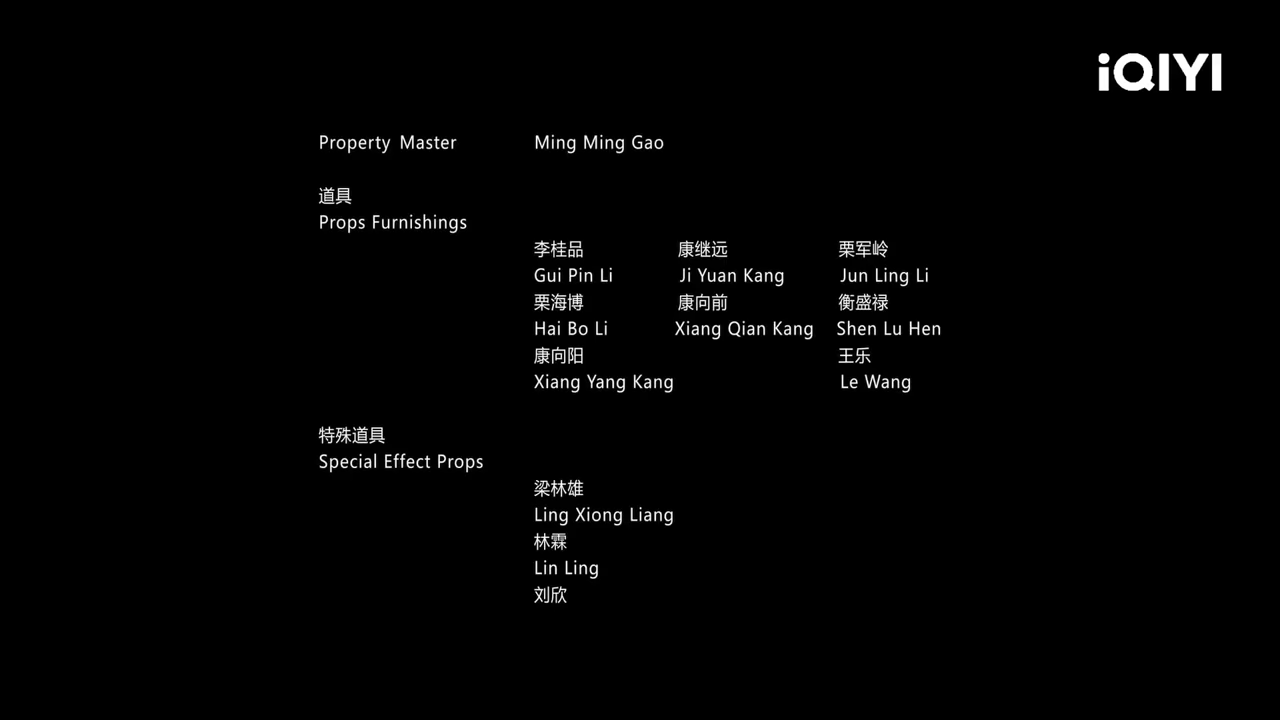 iQIYI
Property Master Ming Ming Gao
道具
Props Furnishings
李桂品 康继远 栗军岭
Gui Pin Li Ji Yuan Kang Jun Ling Li
栗海博 康向前 衡盛禄
Hai Bo Li Xiang Qian Kang Shen Lu Hen
康向阳 王乐
Xiang Yang Kang Le Wang
特殊道具
Special Effect Props
梁林雄
Ling Xiong Liang
林霖
Lin Ling
刘欣